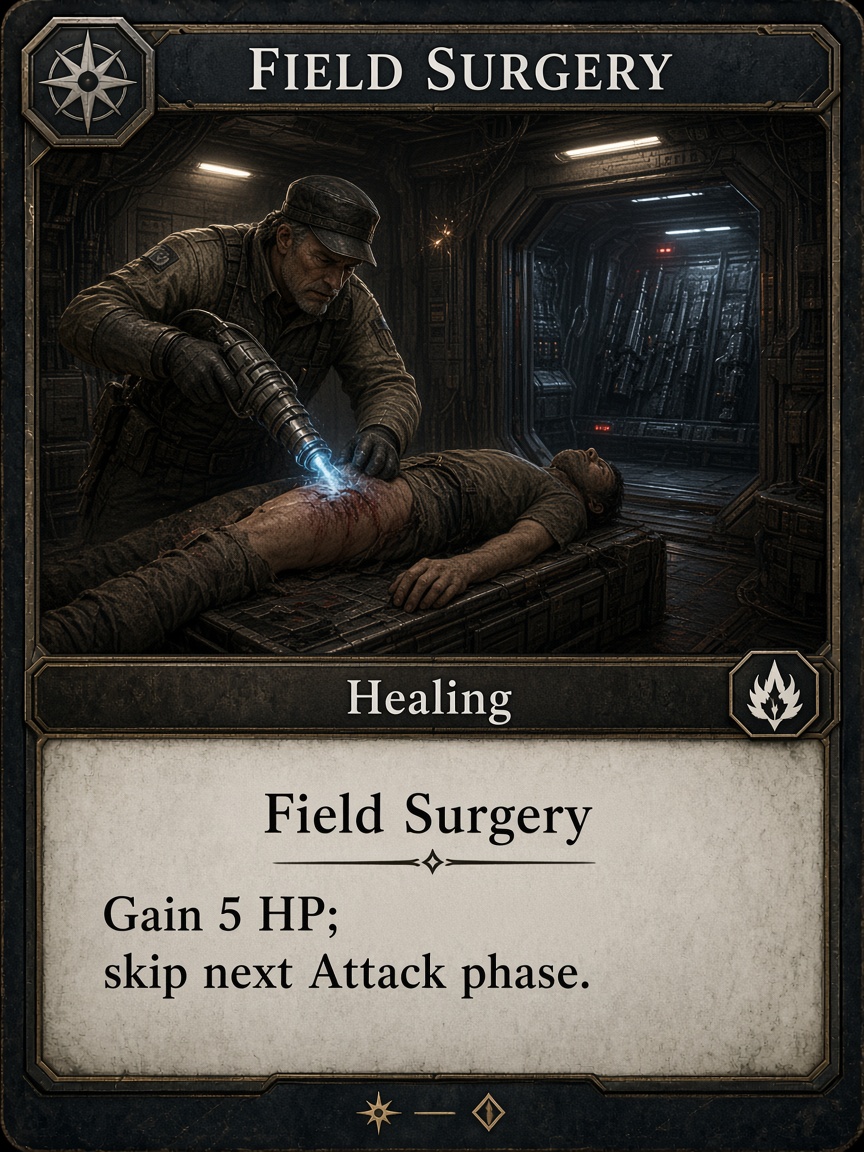 FIELD SURGERY
Healing
Field Surgery
Gain 5 HP;
skip next Attack phase.